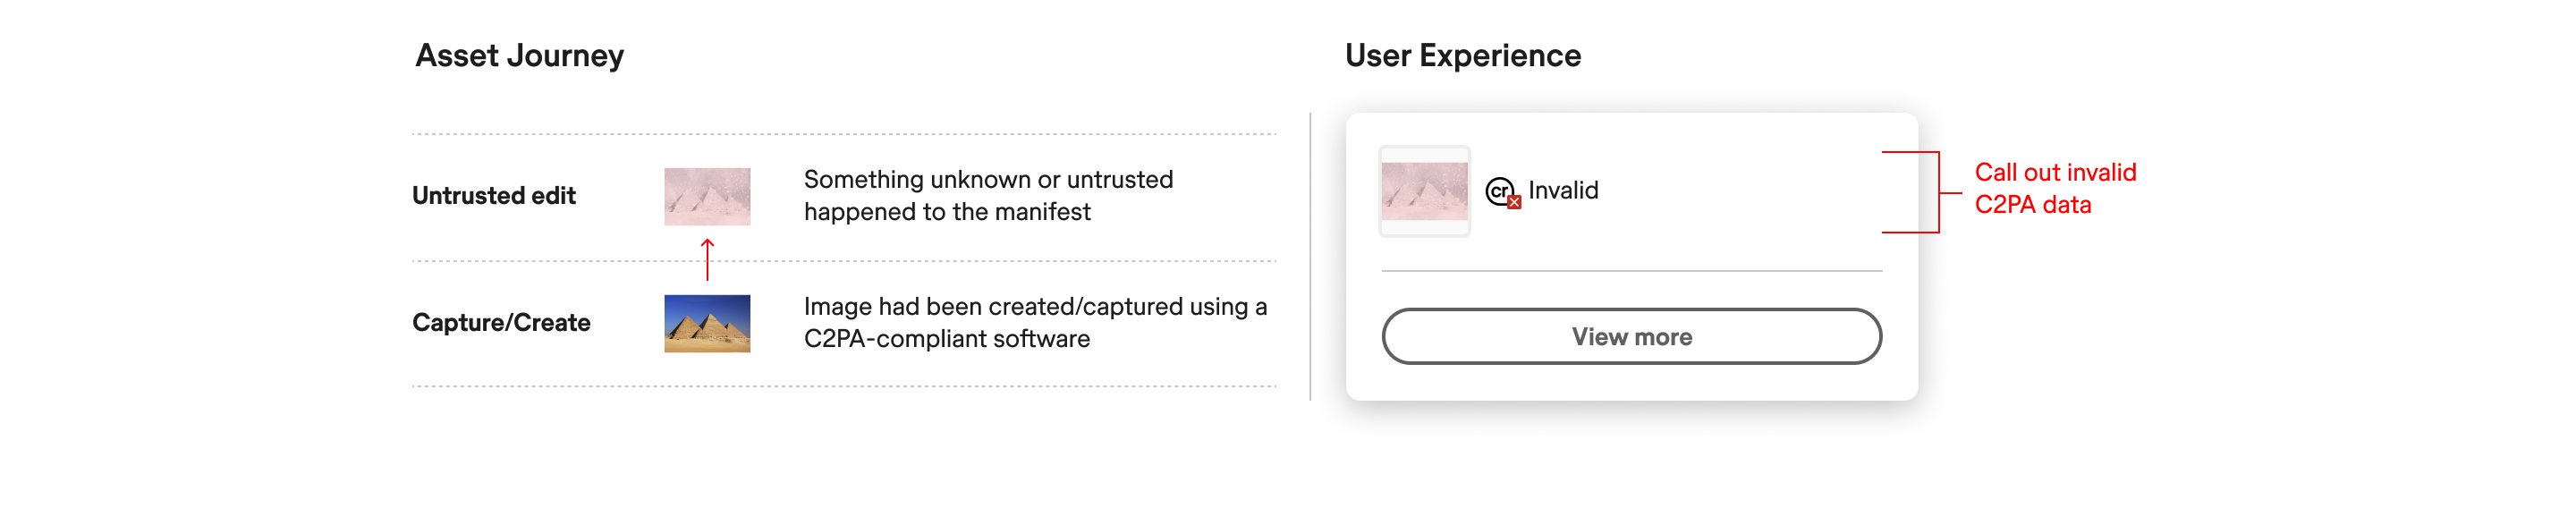 Asset Journey
User Experience
Untrusted edit
Something unknown or untrusted
happened to the manifest
Capture/Create
Image had been created/captured using a
C2PA-compliant software
cr
Invalid
View more
Call out invalid
C2PA data